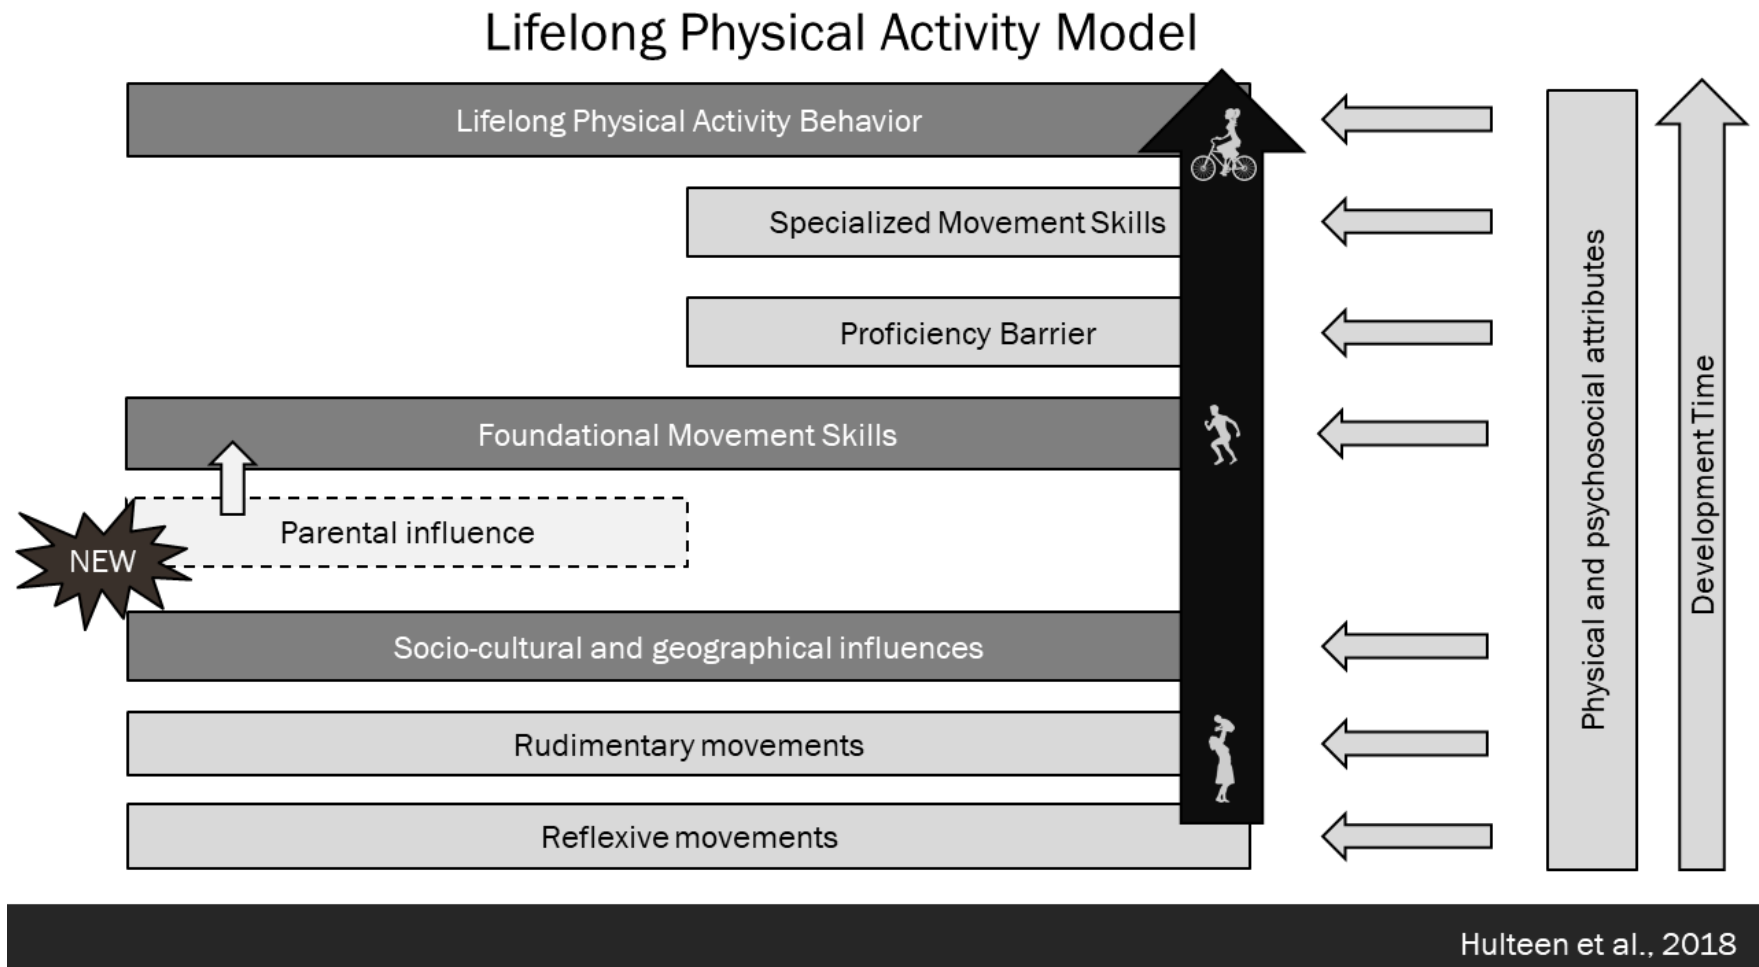 Lifelong Physical Activity Model
Lifelong Physical Activity Behavior
Specialized Movement Skills
Proficiency Barrier
Foundational Movement Skills
Parental influence
NEW
Socio-cultural and geographical influences
Rudimentary movements
Reflexive movements
Physical and psychosocial attributes
Development Time
Hulteen et al., 2018